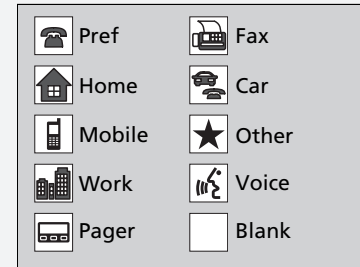 Pref
Home
Mobile
Work
Pager
Fax
Car
Other
Voice
Blank